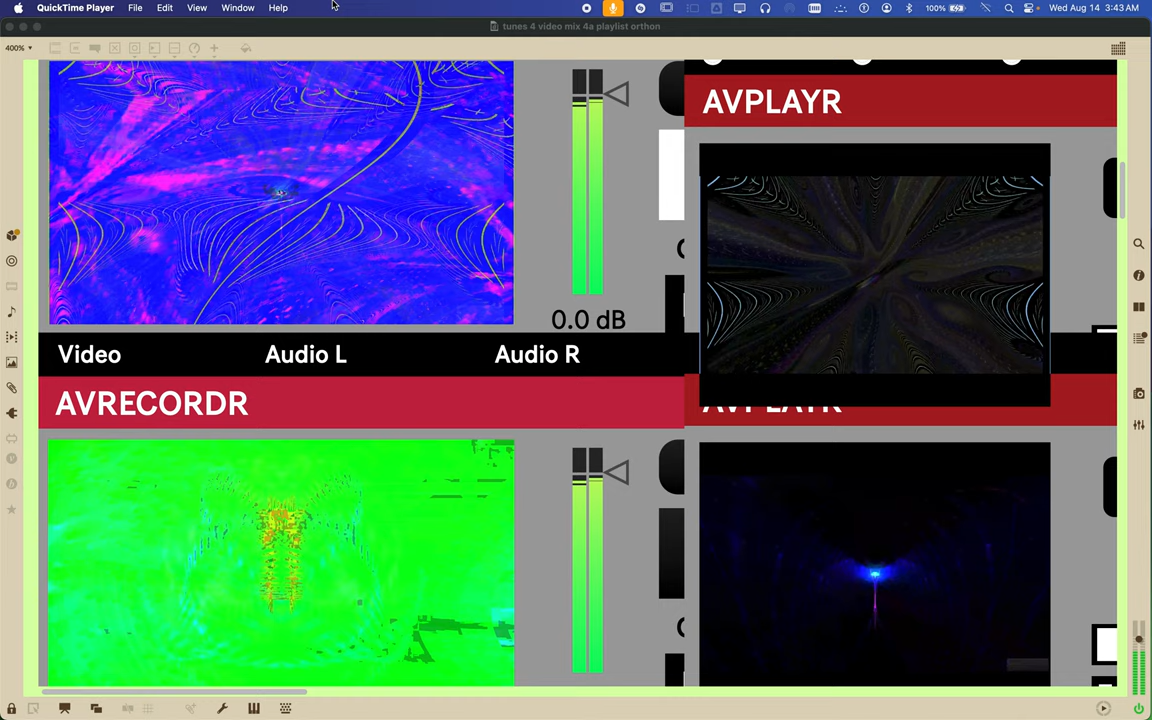 QuickTime Player File Edit View Window Help 100% Wed Aug 14 3:43 AM
tunes 4 video mix 4a playlist orthon
400%
AVPLAYR
0.0 dB
Video Audio L Audio R
AVRECORDR
AVPLAYR